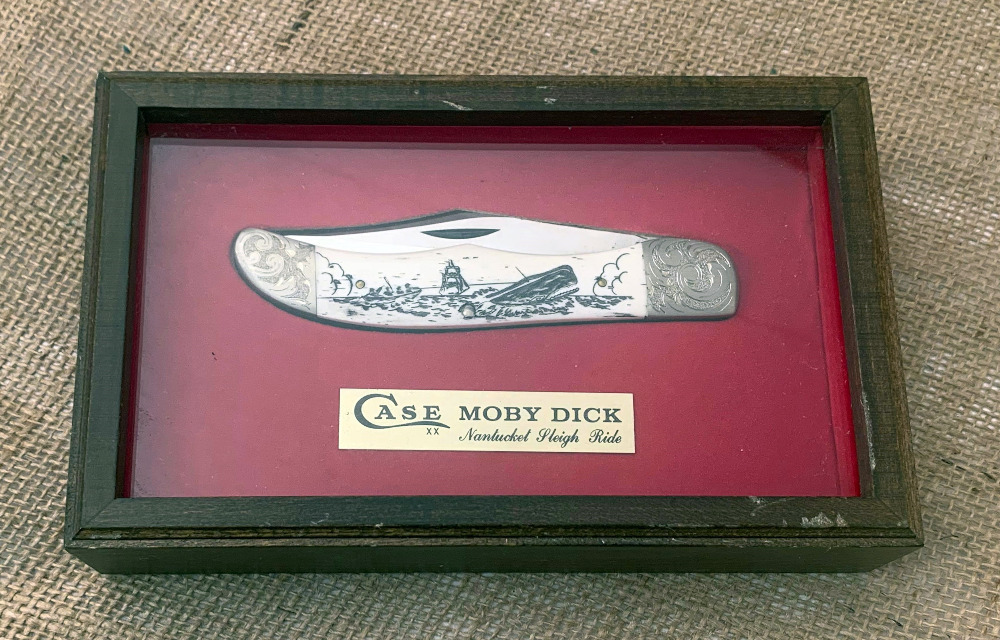 CASE MOBY DICK
XX Nantucket Sleigh Ride